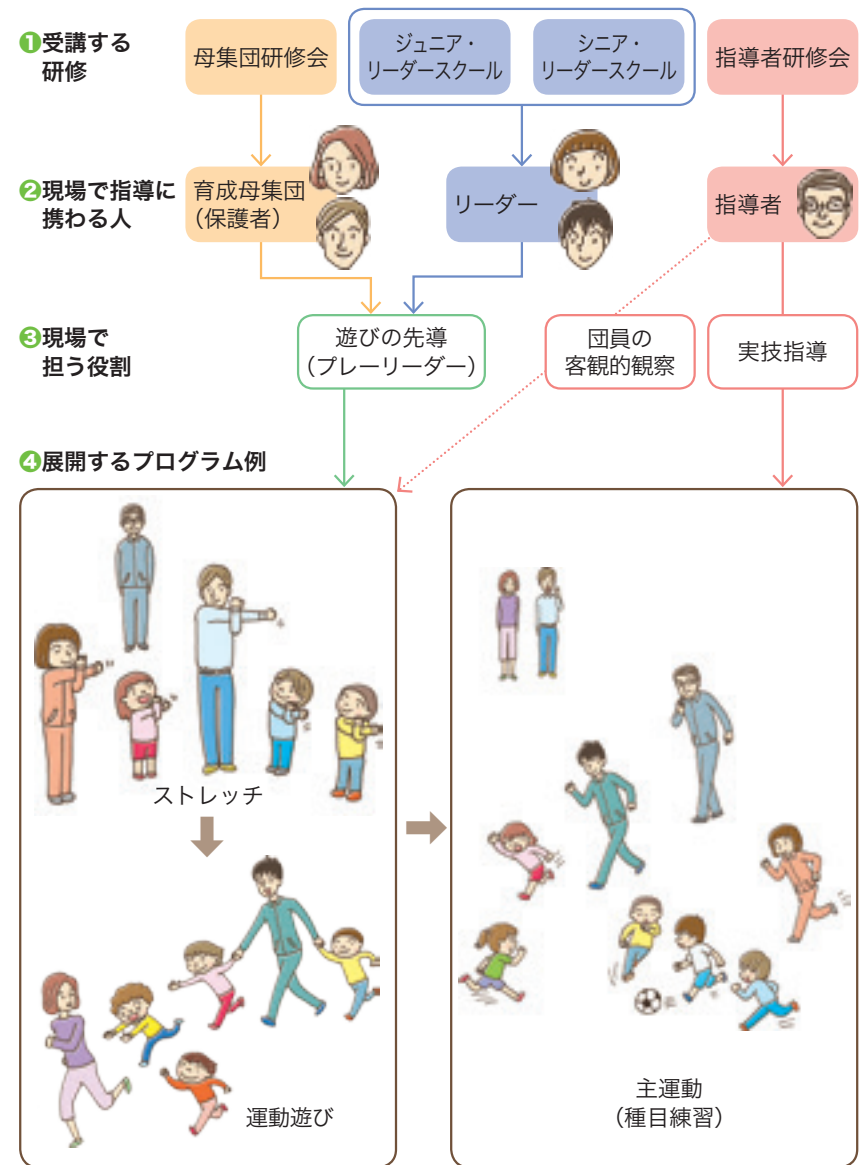 ❶受講する
研修
母集団研修会
ジュニア・
リーダースクール
シニア・
リーダースクール
指導者研修会
❷現場で指導に
携わる人
育成母集団
（保護者）
リーダー
指導者
❸現場で
担う役割
遊びの先導
（プレーリーダー）
団員の
客観的観察
実技指導
❹展開するプログラム例
ストレッチ
運動遊び
主運動
（種目練習）